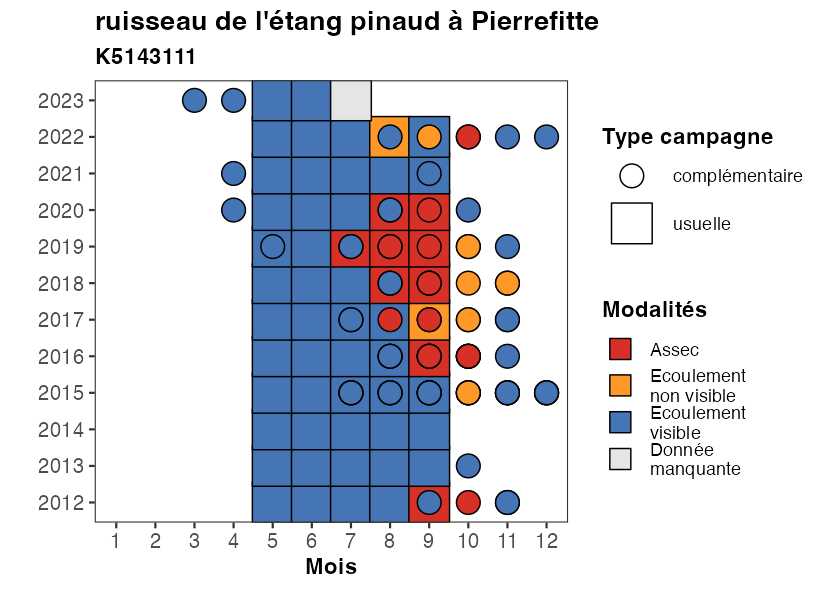 ruisseau de l'étang pinaud à Pierrefitte
K5143111
2023
2022
2021
2020
2019
2018
2017
2016
2015
2014
2013
2012
1 2 3 4 5 6 7 8 9 10 11 12
Mois
Type campagne
complémentaire
usuelle
Modalités
Assec
Ecoulement
non visible
Ecoulement
visible
Donnée
manquante